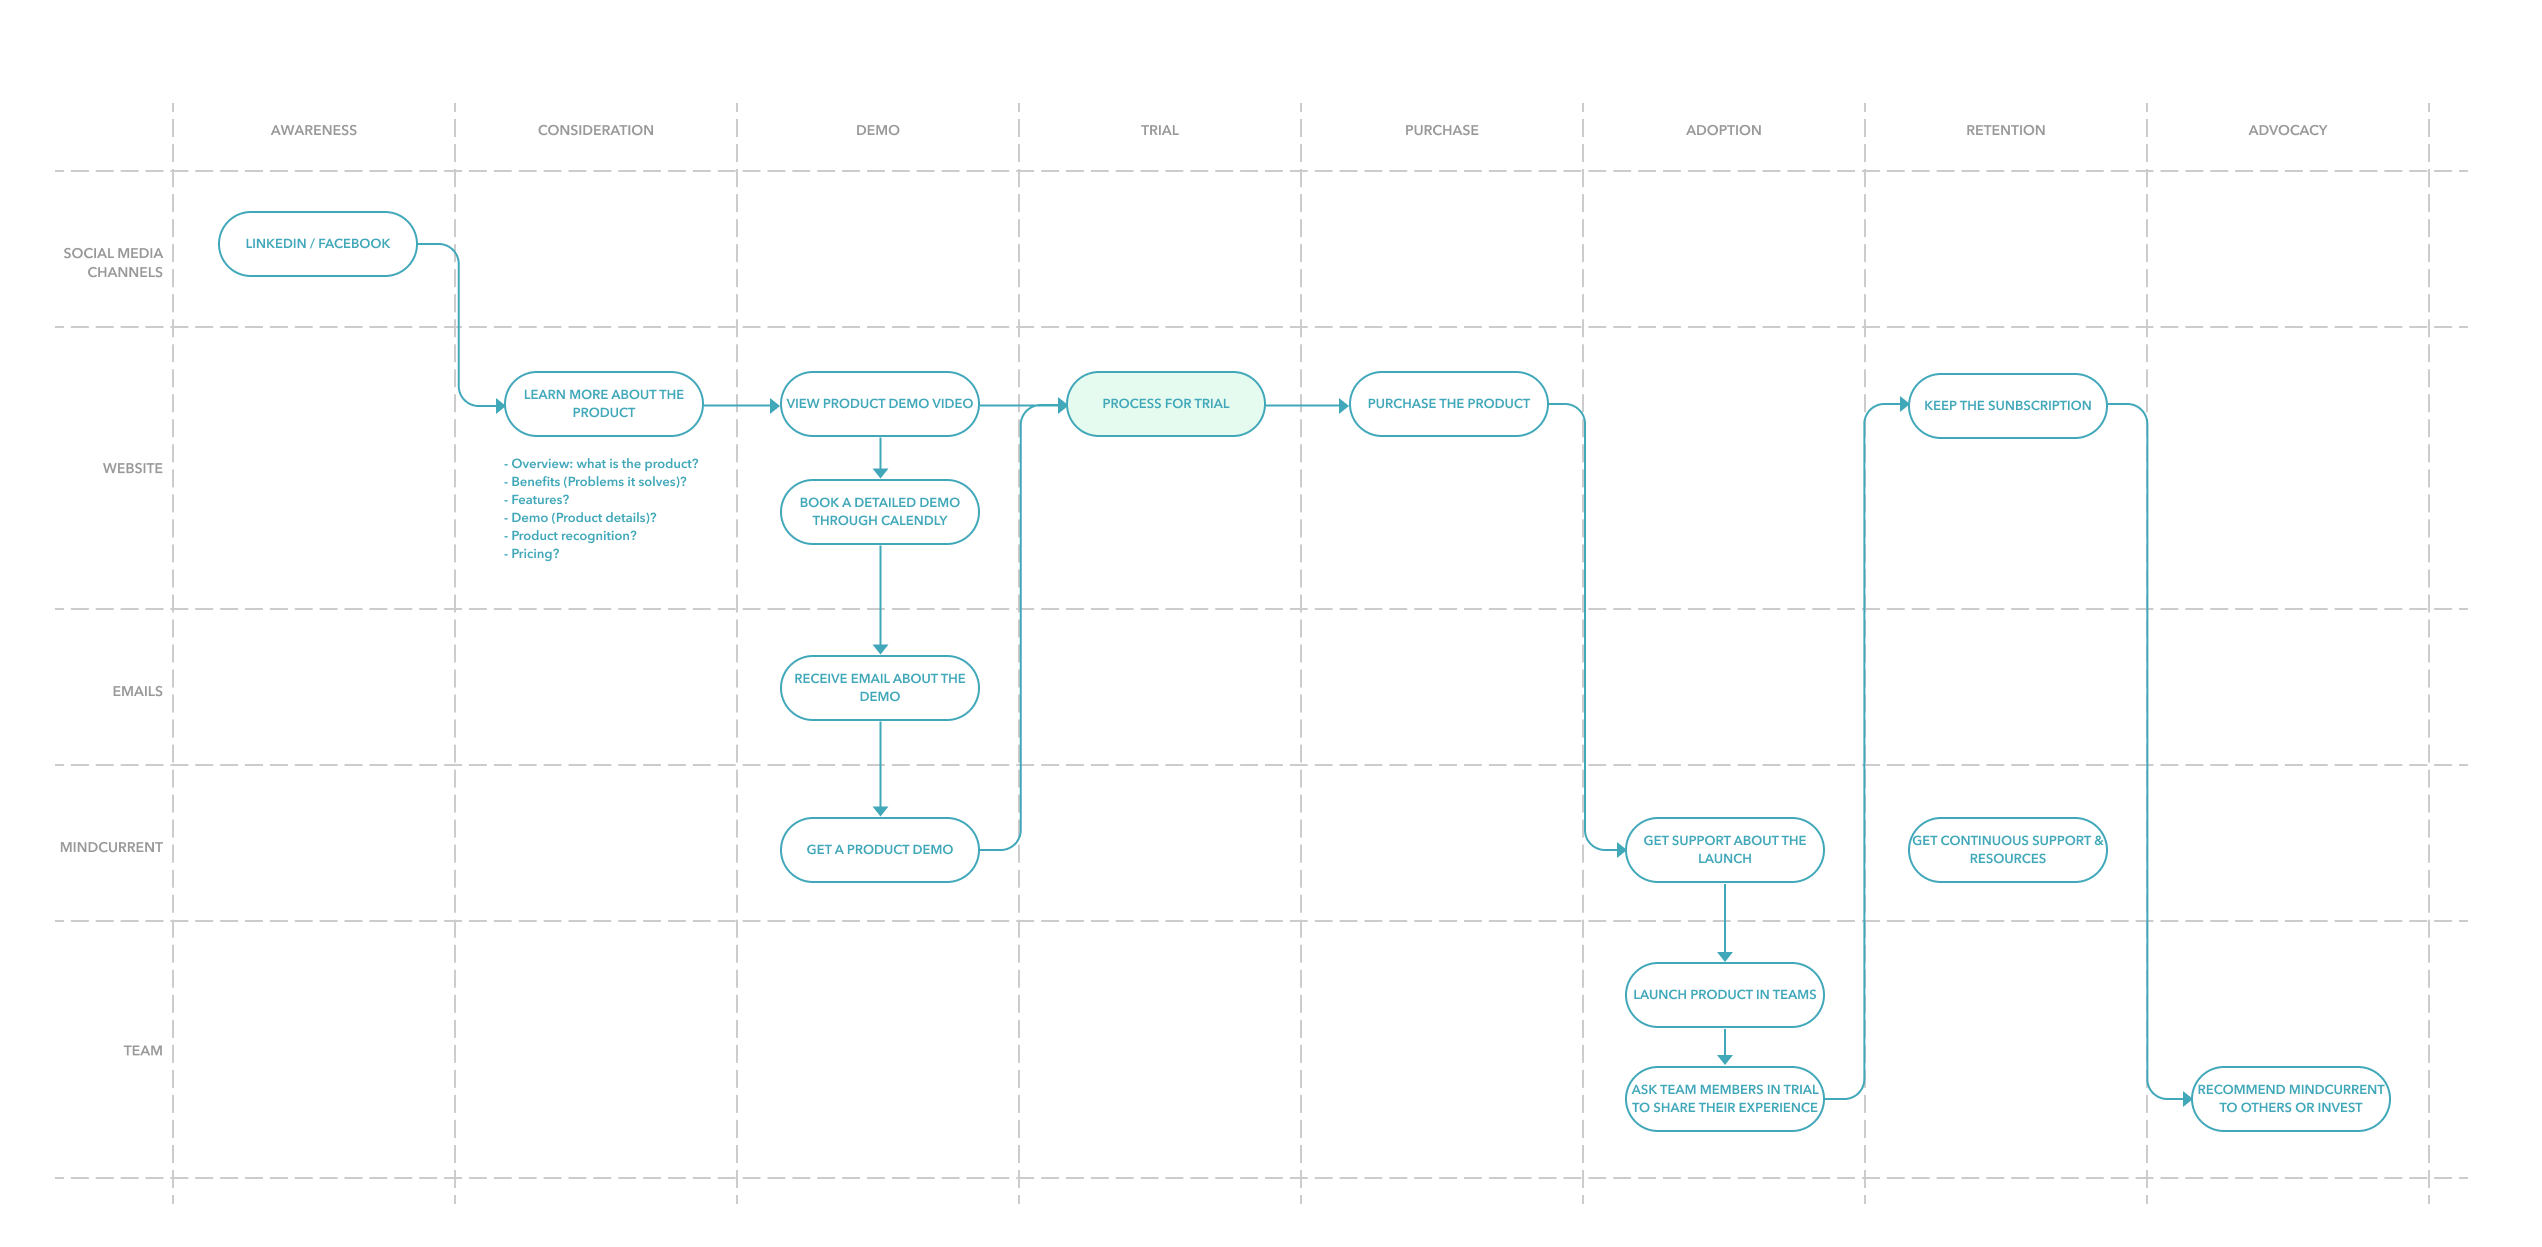 AWARENESS
CONSIDERATION
DEMO
TRIAL
PURCHASE
ADOPTION
RETENTION
ADVOCACY
SOCIAL MEDIA
CHANNELS
LINKEDIN / FACEBOOK
WEBSITE
LEARN MORE ABOUT THE
PRODUCT
- Overview: what is the product?
- Benefits (Problems it solves)?
- Features?
- Demo (Product details)?
- Product recognition?
- Pricing?
VIEW PRODUCT DEMO VIDEO
BOOK A DETAILED DEMO
THROUGH CALENDLY
PROCESS FOR TRIAL
PURCHASE THE PRODUCT
KEEP THE SUNBSCRIPTION
EMAILS
RECEIVE EMAIL ABOUT THE
DEMO
MINDCURRENT
GET A PRODUCT DEMO
GET SUPPORT ABOUT THE
LAUNCH
GET CONTINUOUS SUPPORT &
RESOURCES
TEAM
LAUNCH PRODUCT IN TEAMS
ASK TEAM MEMBERS IN TRIAL
TO SHARE THEIR EXPERIENCE
RECOMMEND MINDCURRENT
TO OTHERS OR INVEST